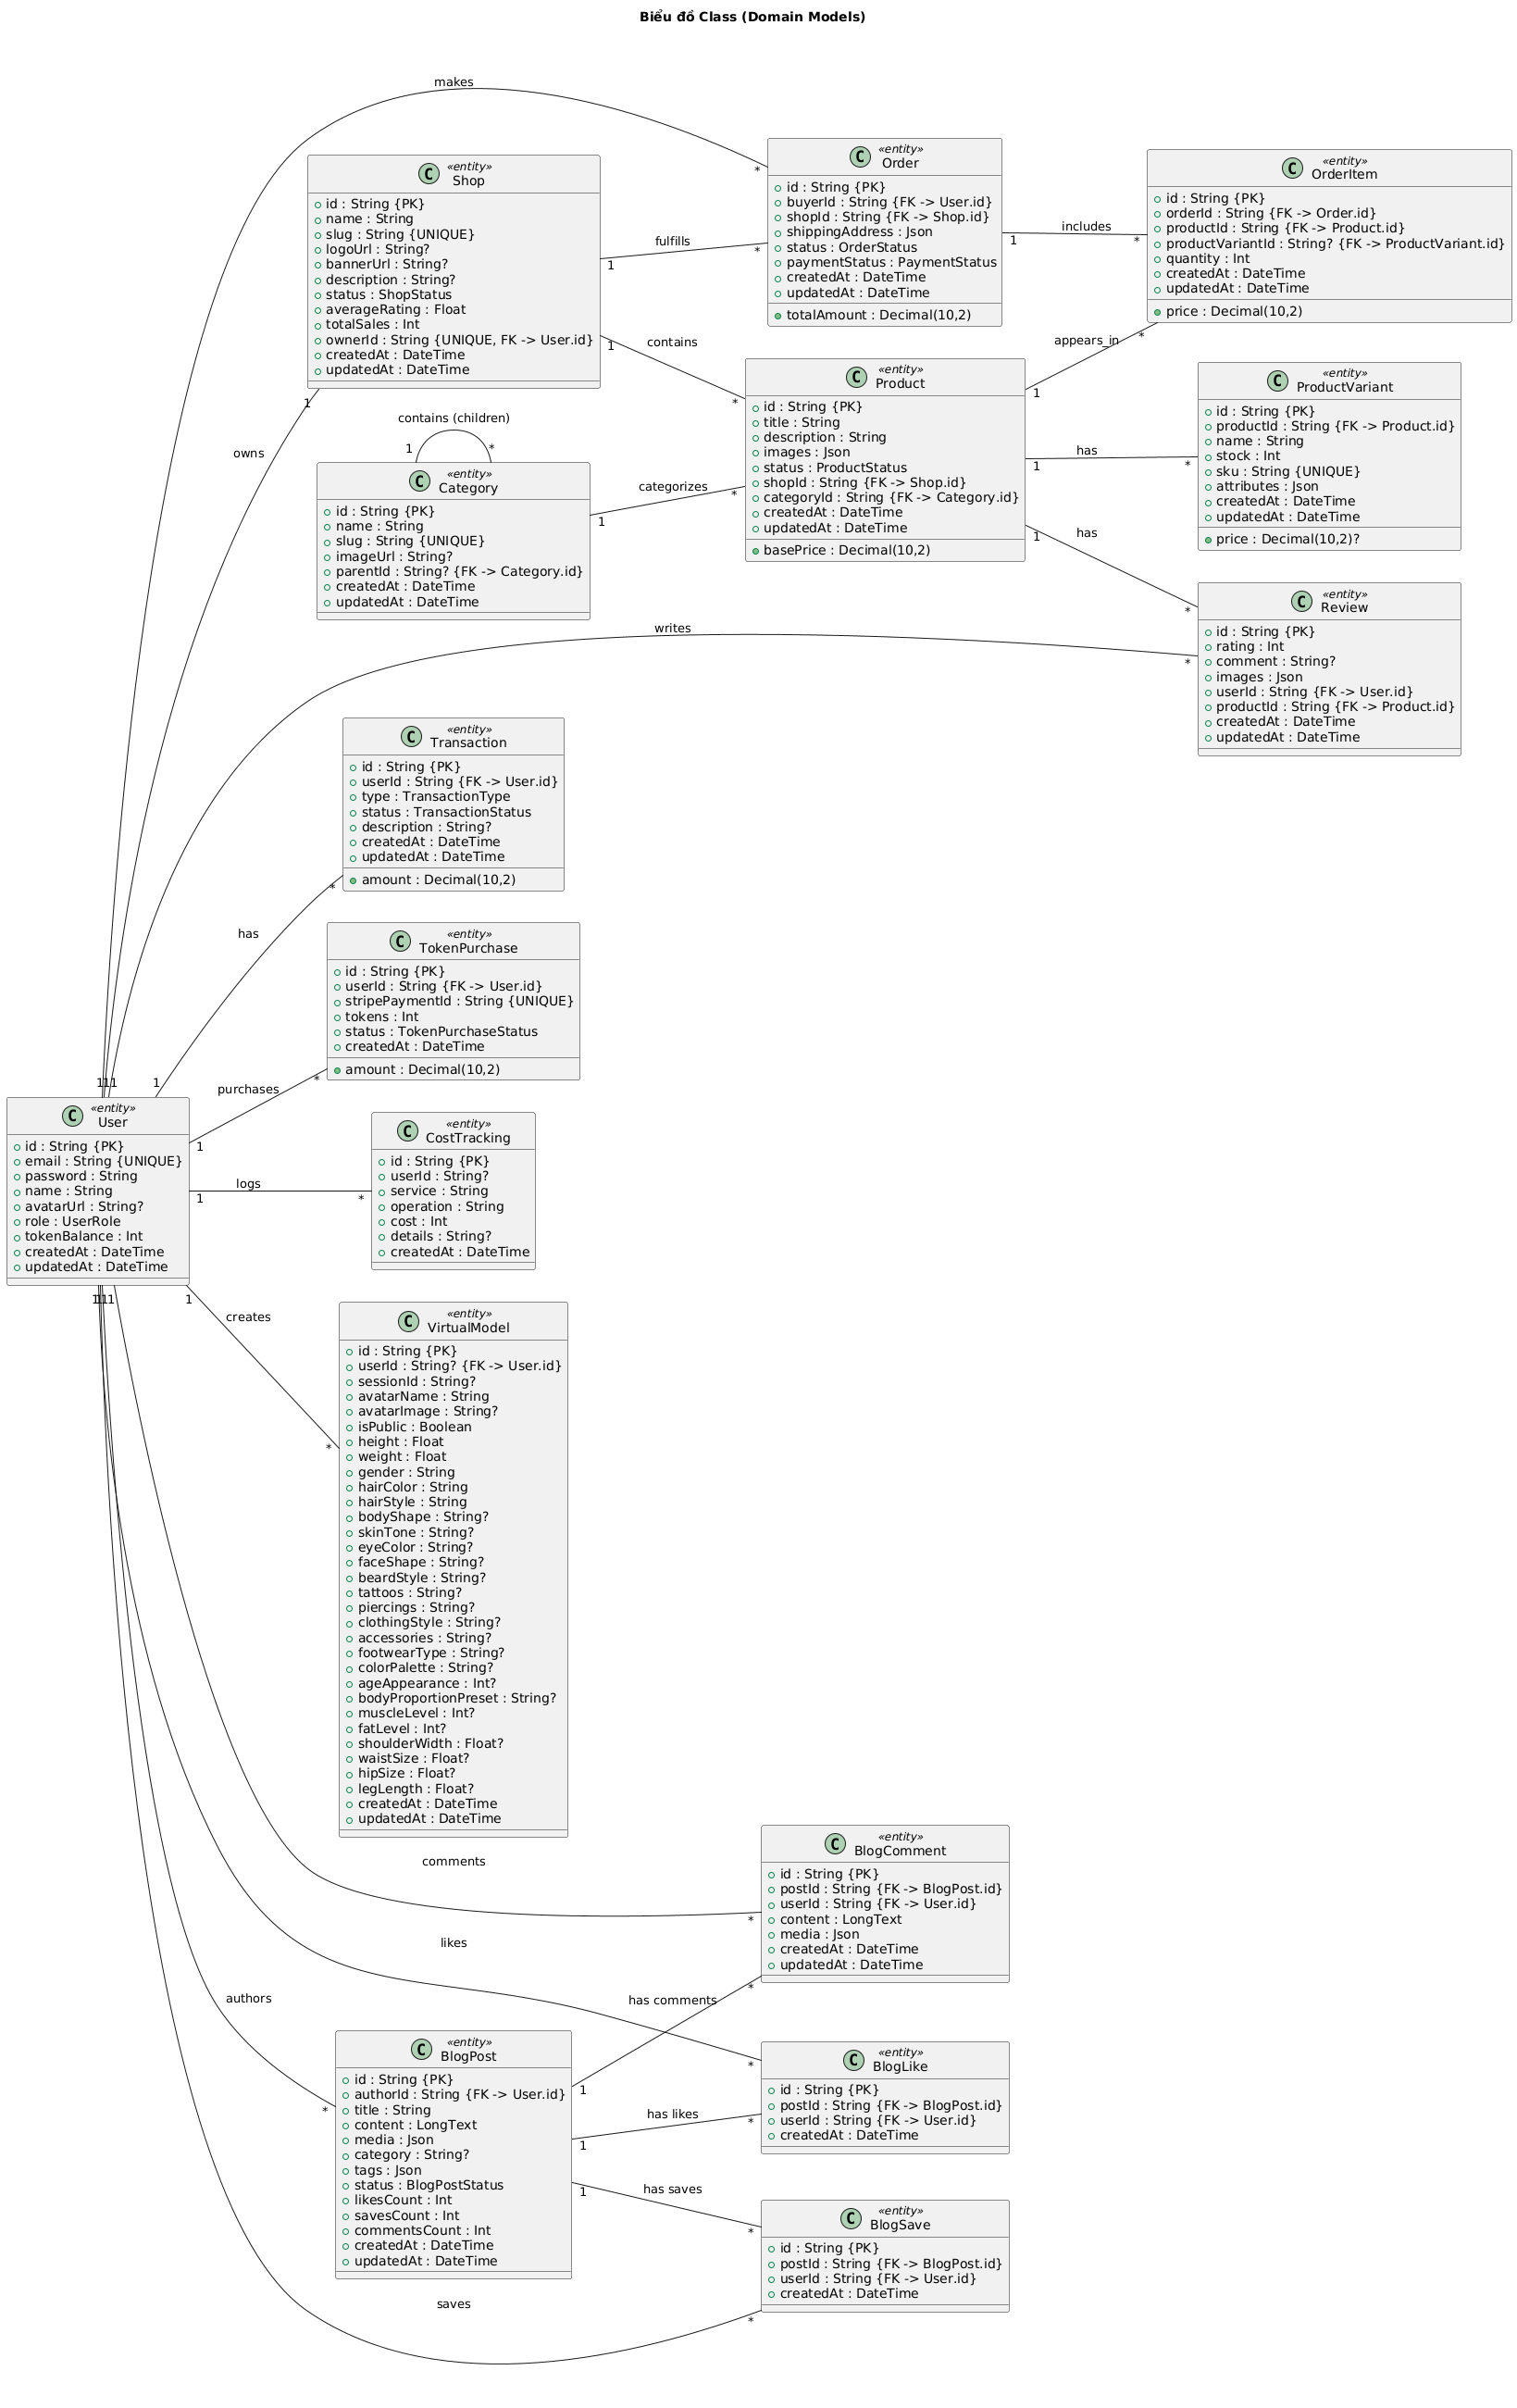 Biểu đồ Class (Domain Models)
makes
«entity»
Shop
id : String {PK}
name : String
slug : String {UNIQUE}
logoUrl : String?
bannerUrl : String?
description : String?
status : ShopStatus
averageRating : Float
totalSales : Int
ownerId : String {UNIQUE, FK -> User.id}
createdAt : DateTime
updatedAt : DateTime
1
fulfills
*
*
«entity»
Order
id : String {PK}
buyerId : String {FK -> User.id}
shopId : String {FK -> Shop.id}
shippingAddress : Json
status : OrderStatus
paymentStatus : PaymentStatus
createdAt : DateTime
updatedAt : DateTime
totalAmount : Decimal(10,2)
1
includes
*
«entity»
OrderItem
id : String {PK}
orderId : String {FK -> Order.id}
productId : String {FK -> Product.id}
productVariantId : String? {FK -> ProductVariant.id}
quantity : Int
createdAt : DateTime
updatedAt : DateTime
price : Decimal(10,2)
1
contains
*
appears_in
*
1
owns
1
contains (children)
1
*
«entity»
Category
id : String {PK}
name : String
slug : String {UNIQUE}
imageUrl : String?
parentId : String? {FK -> Category.id}
createdAt : DateTime
updatedAt : DateTime
1
categorizes
*
«entity»
Product
id : String {PK}
title : String
description : String
images : Json
status : ProductStatus
shopId : String {FK -> Shop.id}
categoryId : String {FK -> Category.id}
createdAt : DateTime
updatedAt : DateTime
basePrice : Decimal(10,2)
1
has
*
«entity»
ProductVariant
id : String {PK}
productId : String {FK -> Product.id}
name : String
stock : Int
sku : String {UNIQUE}
attributes : Json
createdAt : DateTime
updatedAt : DateTime
price : Decimal(10,2)?
1
has
*
writes
*
«entity»
Review
id : String {PK}
rating : Int
comment : String?
images : Json
userId : String {FK -> User.id}
productId : String {FK -> Product.id}
createdAt : DateTime
updatedAt : DateTime
«entity»
Transaction
id : String {PK}
userId : String {FK -> User.id}
type : TransactionType
status : TransactionStatus
description : String?
createdAt : DateTime
updatedAt : DateTime
amount : Decimal(10,2)
has
*
«entity»
TokenPurchase
id : String {PK}
userId : String {FK -> User.id}
stripePaymentId : String {UNIQUE}
tokens : Int
status : TokenPurchaseStatus
createdAt : DateTime
amount : Decimal(10,2)
purchases
*
111
1
«entity»
User
id : String {PK}
email : String {UNIQUE}
password : String
name : String
avatarUrl : String?
role : UserRole
tokenBalance : Int
createdAt : DateTime
updatedAt : DateTime
1
1
logs
*
«entity»
CostTracking
id : String {PK}
userId : String?
service : String
operation : String
cost : Int
details : String?
createdAt : DateTime
1111
1
creates
*
«entity»
VirtualModel
id : String {PK}
userId : String? {FK -> User.id}
sessionId : String?
avatarName : String
avatarImage : String?
isPublic : Boolean
height : Float
weight : Float
gender : String
hairColor : String
hairStyle : String
bodyShape : String?
skinTone : String?
eyeColor : String?
faceShape : String?
beardStyle : String?
tattoos : String?
piercings : String?
clothingStyle : String?
accessories : String?
footwearType : String?
colorPalette : String?
ageAppearance : Int?
bodyProportionPreset : String?
muscleLevel : Int?
fatLevel : Int?
shoulderWidth : Float?
waistSize : Float?
hipSize : Float?
legLength : Float?
createdAt : DateTime
updatedAt : DateTime
comments
*
«entity»
BlogComment
id : String {PK}
postId : String {FK -> BlogPost.id}
userId : String {FK -> User.id}
content : LongText
media : Json
createdAt : DateTime
updatedAt : DateTime
likes
authors
*
has comments
*
«entity»
BlogPost
id : String {PK}
authorId : String {FK -> User.id}
title : String
content : LongText
media : Json
category : String?
tags : Json
status : BlogPostStatus
likesCount : Int
savesCount : Int
commentsCount : Int
createdAt : DateTime
updatedAt : DateTime
1
1
has likes
*
*
«entity»
BlogLike
id : String {PK}
postId : String {FK -> BlogPost.id}
userId : String {FK -> User.id}
createdAt : DateTime
1
has saves
*
«entity»
BlogSave
id : String {PK}
postId : String {FK -> BlogPost.id}
userId : String {FK -> User.id}
createdAt : DateTime
saves
*